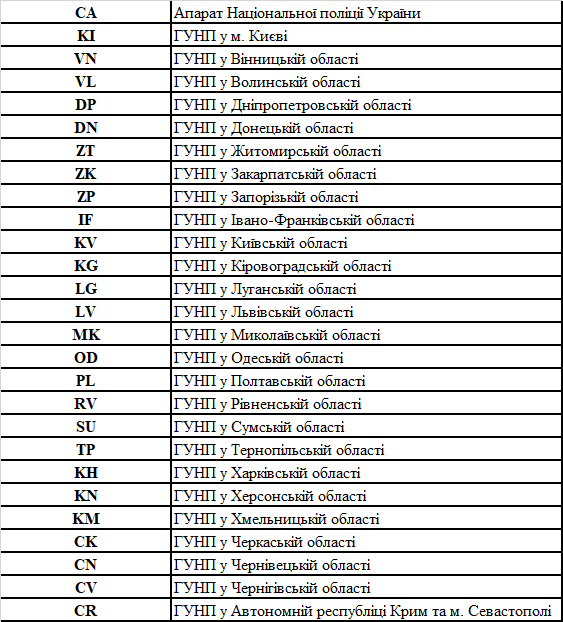 CA Апарат Національної поліції України
KI ГУНП у м. Києві
VN ГУНП у Вінницькій області
VL ГУНП у Волинській області
DP ГУНП у Дніпропетровській області
DN ГУНП у Донецькій області
ZT ГУНП у Житомирській області
ZK ГУНП у Закарпатській області
ZP ГУНП у Запорізькій області
IF ГУНП у Івано-Франківській області
KV ГУНП у Київській області
KG ГУНП у Кіровоградській області
LG ГУНП у Луганській області
LV ГУНП у Львівській області
MK ГУНП у Миколаївській області
OD ГУНП у Одеській області
PL ГУНП у Полтавській області
RV ГУНП у Рівненській області
SU ГУНП у Сумській області
TP ГУНП у Тернопільській області
KH ГУНП у Харківській області
KN ГУНП у Херсонській області
KM ГУНП у Хмельницькій області
CK ГУНП у Черкаській області
CN ГУНП у Чернівецькій області
CV ГУНП у Чернігівській області
CR ГУНП у Автономній республіці Крим та м. Севастополі